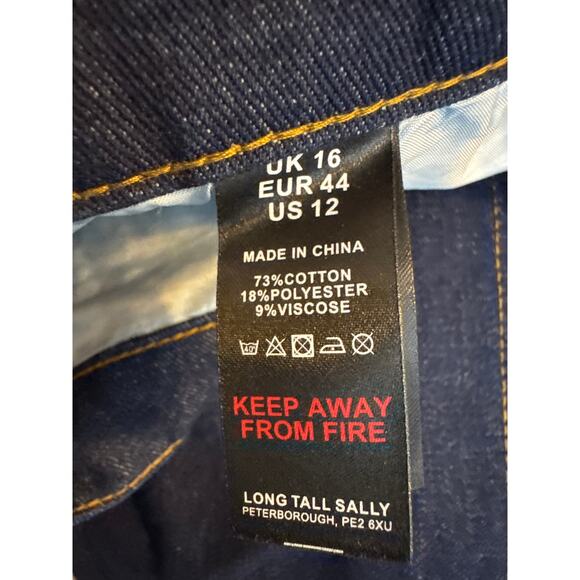 UK 16
EUR 44
US 12
MADE IN CHINA
73%COTTON
18%POLYESTER
9%VISCOSE
40°
KEEP AWAY
FROM FIRE
LONG TALL SALLY
PETERBOROUGH, PE2 6XU